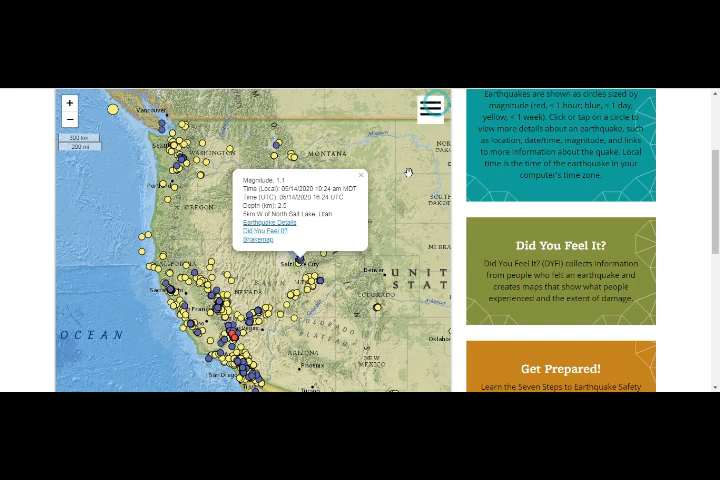 +
−
300 km
200 mi
Vancouver
WASHINGTON
MONTANA
OREGON
Magnitude: 1.1
Time (Local): 05/14/2020 10:24 am MDT
Time (UTC): 05/14/2020 16:24 UTC
Depth (km): 2.5
5km W of North Salt Lake, Utah
Earthquake Details
Did You Feel It?
Shakemap
×
NEVADA
Denver
COLORADO
UNIT
STAT
OCEAN
ARIZONA
Phoenix
NEW
MEXICO
San Diego
Earthquakes are shown as circles sized by
magnitude (red, < 1 hour; blue, < 1 day,
yellow, < 1 week). Click or tap on a circle to
view more details about an earthquake, such
as location, date/time, magnitude, and links
to more information about the quake. Local
time is the time of the earthquake in your
computer's time zone.
Did You Feel It?
Did You Feel It? (DYFI) collects information
from people who felt an earthquake and
creates maps that show what people
experienced and the extent of damage.
Get Prepared!
Learn the Seven Steps to Earthquake Safety